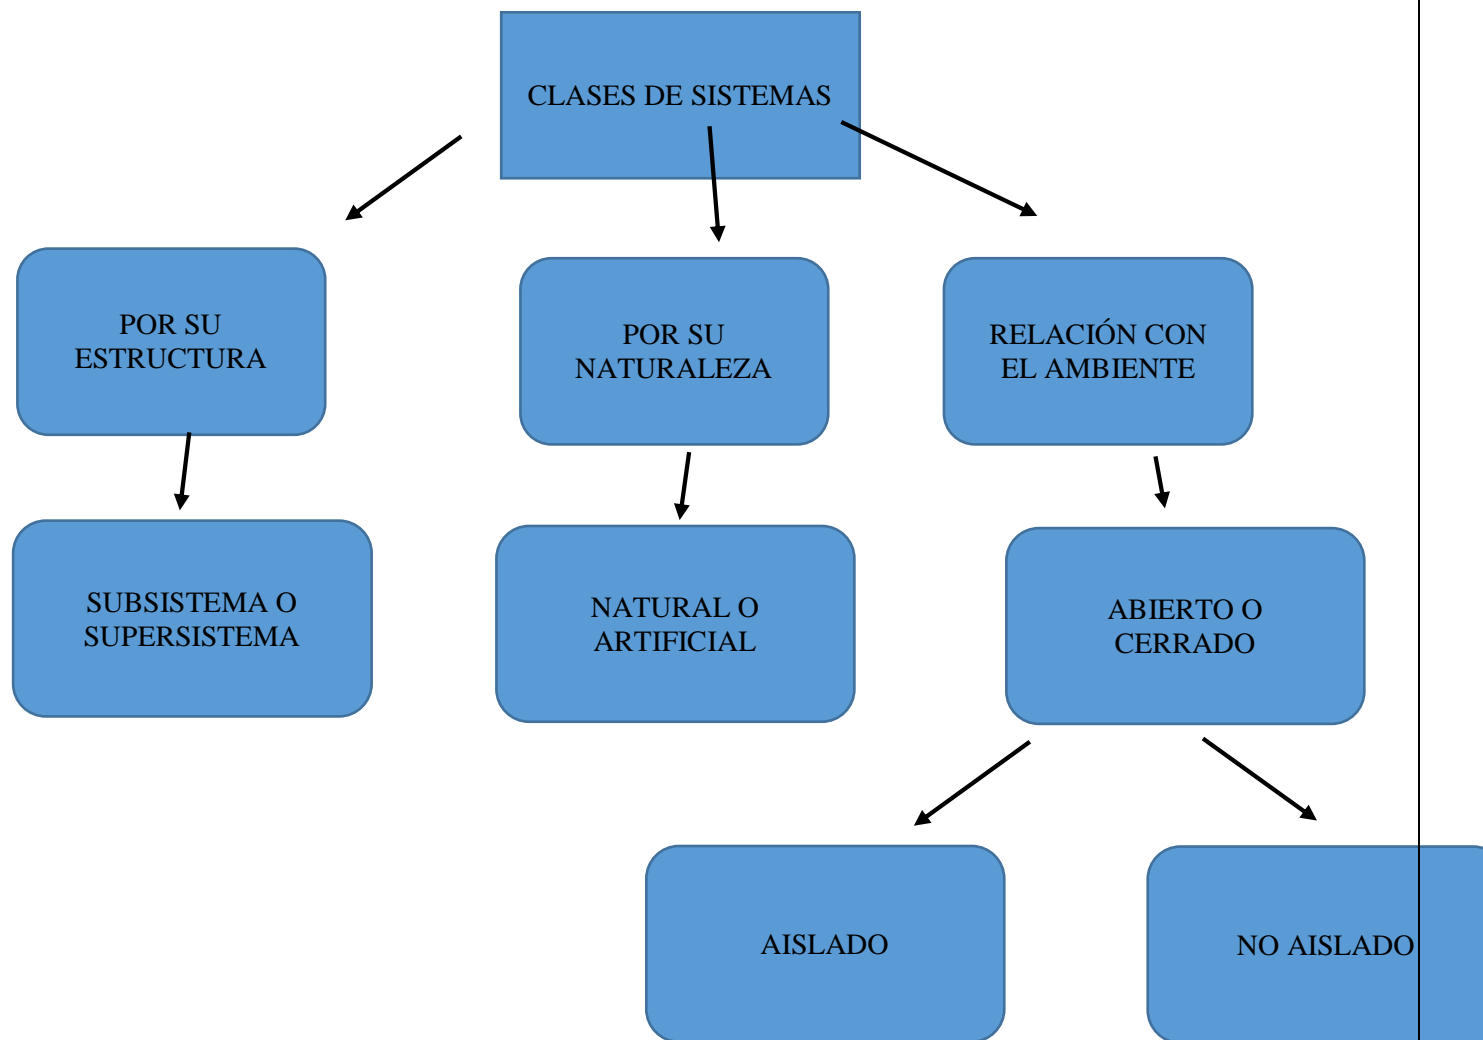 CLASES DE SISTEMAS
POR SU
ESTRUCTURA
POR SU
NATURALEZA
RELACIÓN CON
EL AMBIENTE
SUBSISTEMA O
SUPERSISTEMA
NATURAL O
ARTIFICIAL
ABIERTO O
CERRADO
AISLADO
NO AISLADO